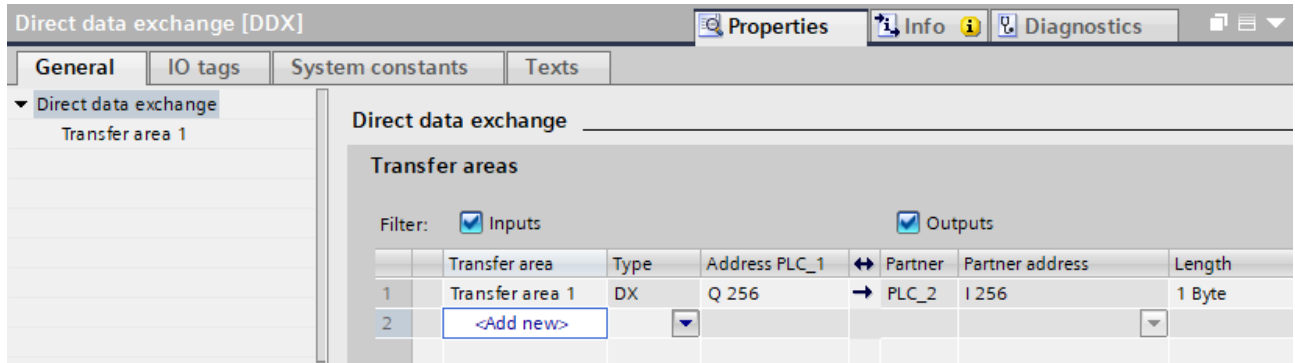 Direct data exchange [DDX] Properties Info Diagnostics
General IO tags System constants Texts
Direct data exchange
Transfer area 1
Direct data exchange
Transfer areas
Filter: Inputs Outputs
Transfer area Type Address PLC_1 ↔ Partner Partner address Length
1 Transfer area 1 DX Q 256 → PLC_2 I 256 1 Byte
2 <Add new>